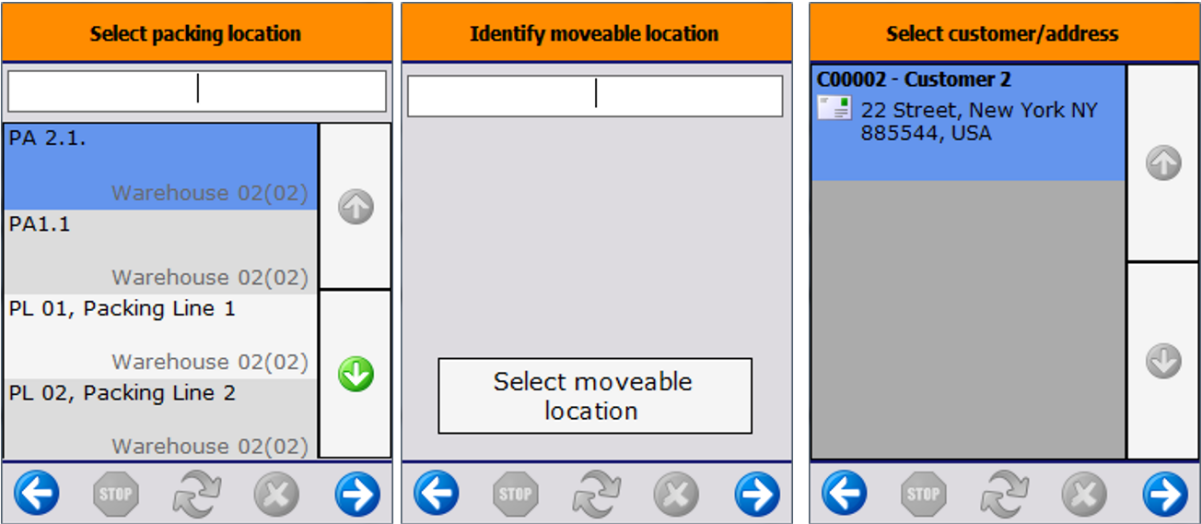 Select packing location
PA 2.1.
Warehouse 02(02)
PA1.1
Warehouse 02(02)
PL 01, Packing Line 1
Warehouse 02(02)
PL 02, Packing Line 2
Warehouse 02(02)
STOP
Identify moveable location
Select moveable
location
STOP
Select customer/address
C00002 - Customer 2
22 Street, New York NY
885544, USA
STOP